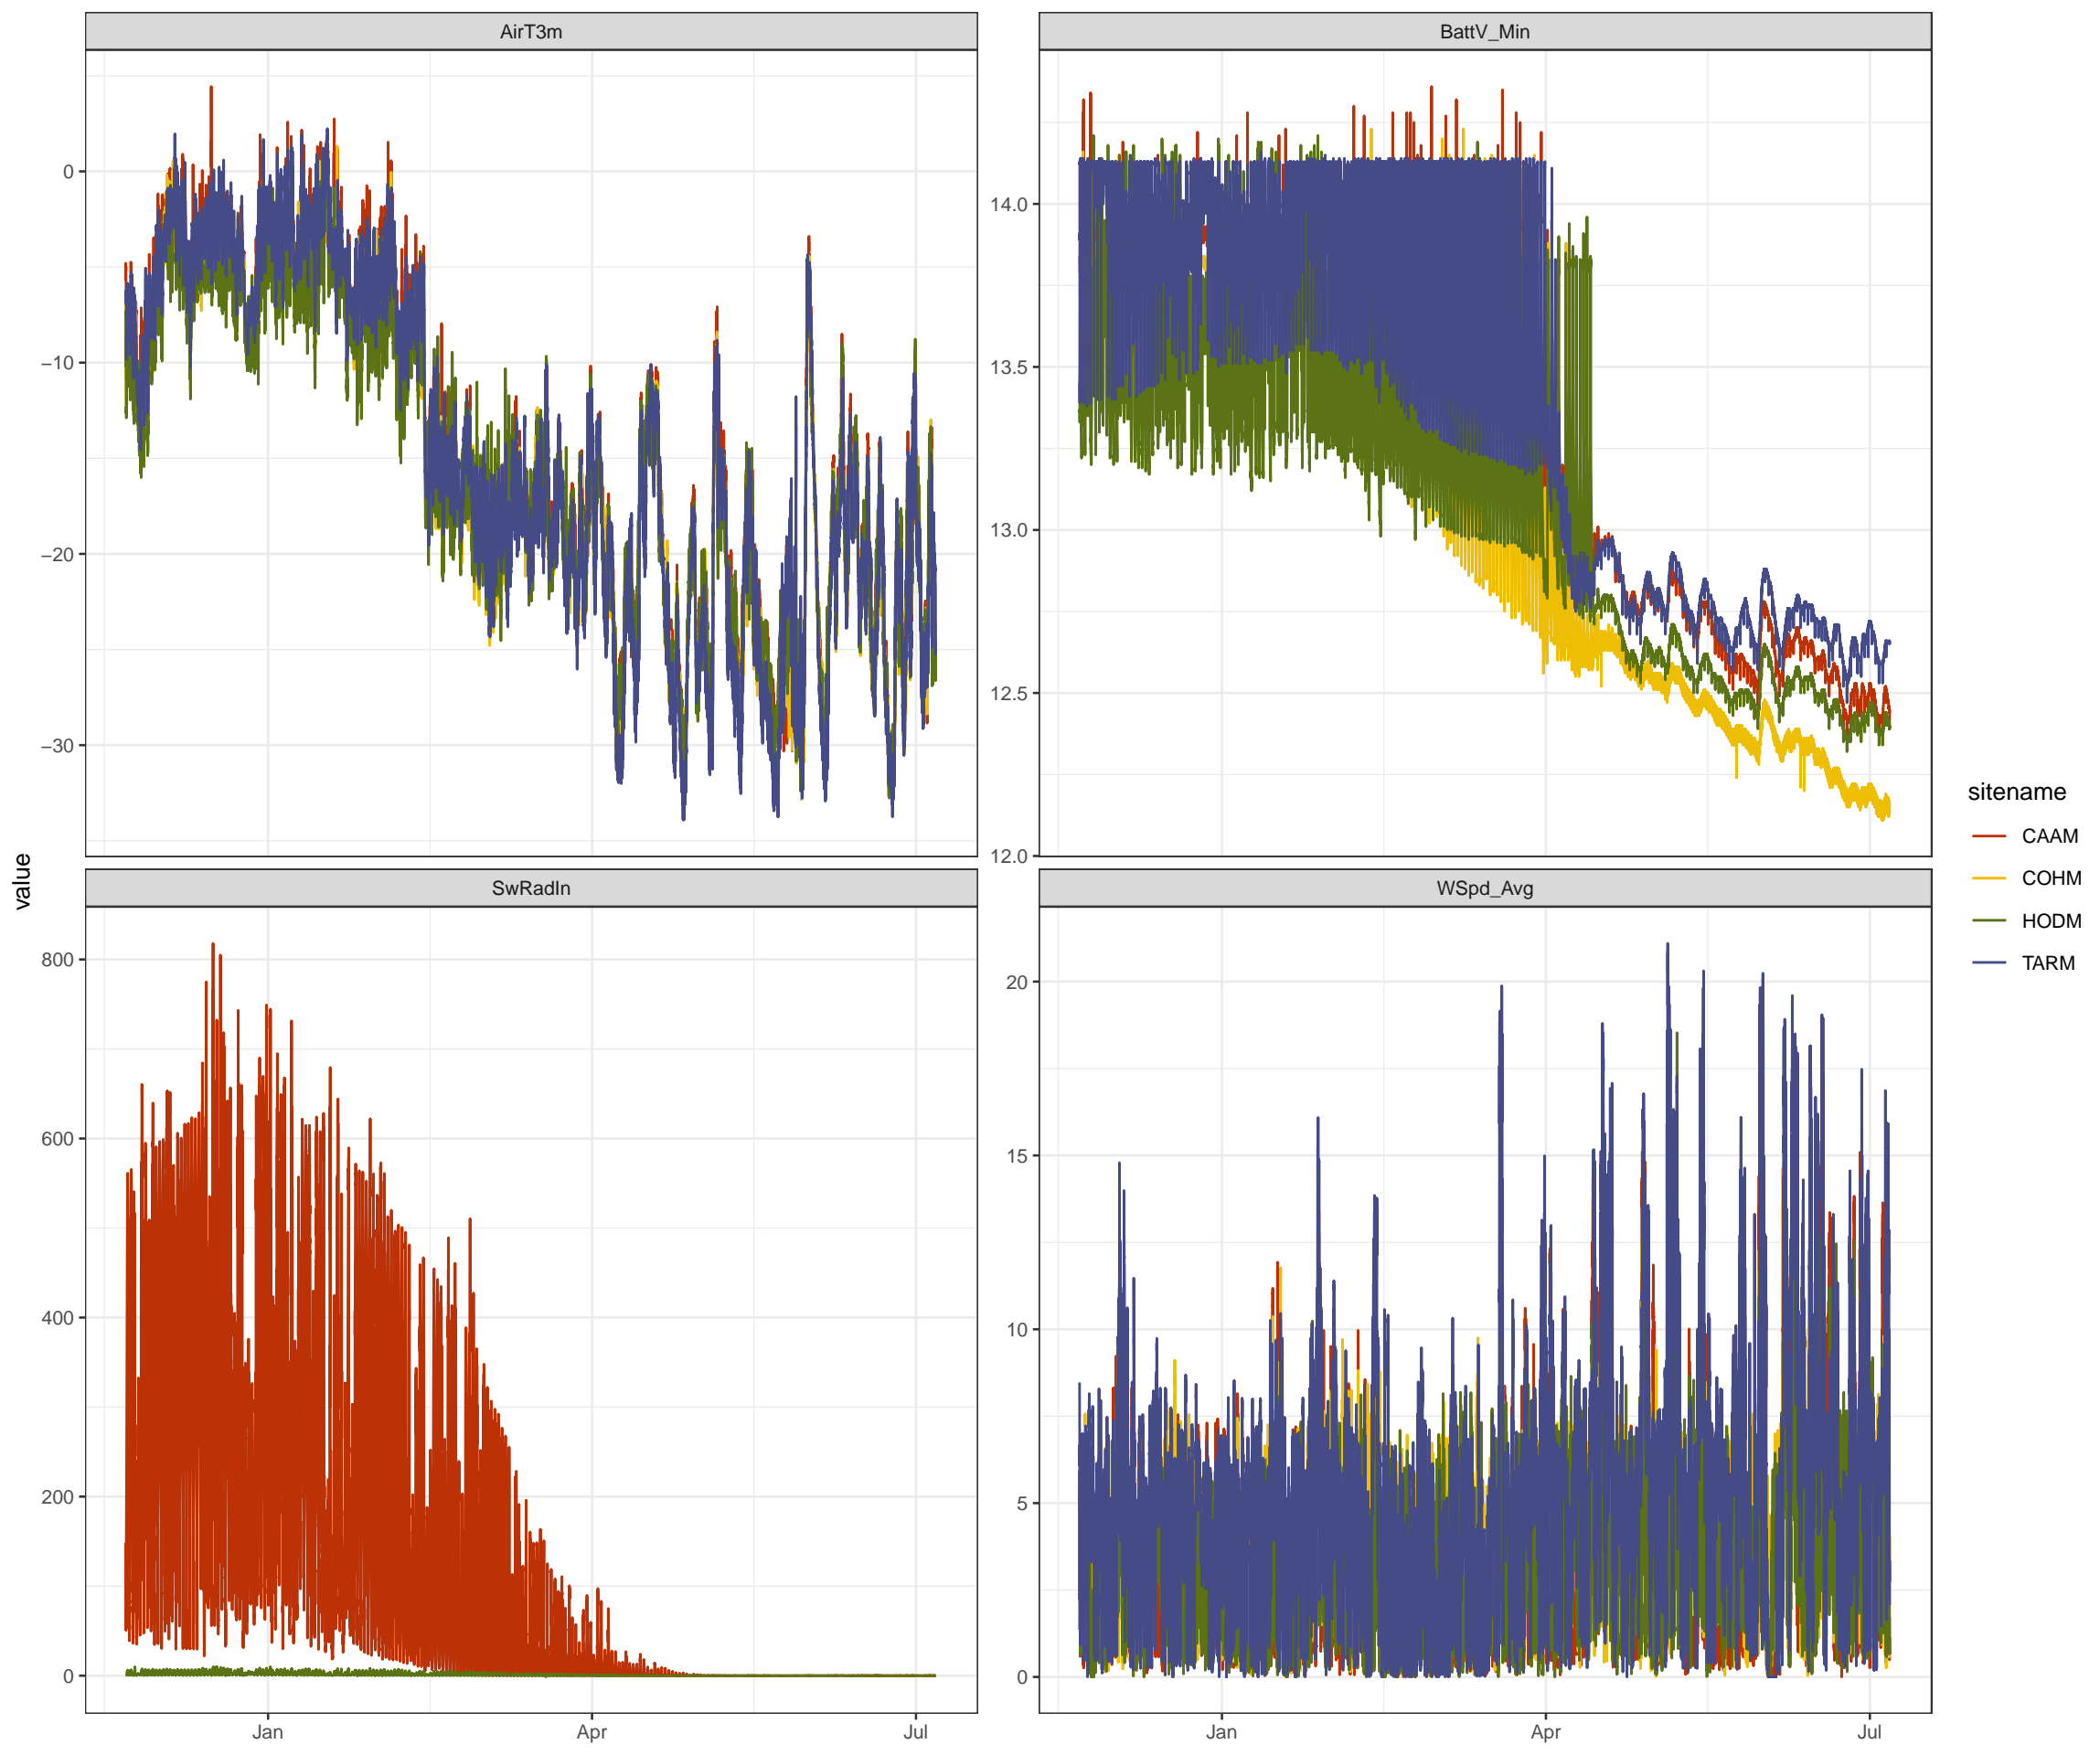 AirT3m
BattV_Min
0
−10
−20
−30
14.0
13.5
13.0
12.5
12.0
value
SwRadIn
WSpd_Avg
800
600
400
200
0
20
15
10
5
0
Jan Apr Jul
Jan Apr Jul
sitename
CAAM
COHM
HODM
TARM